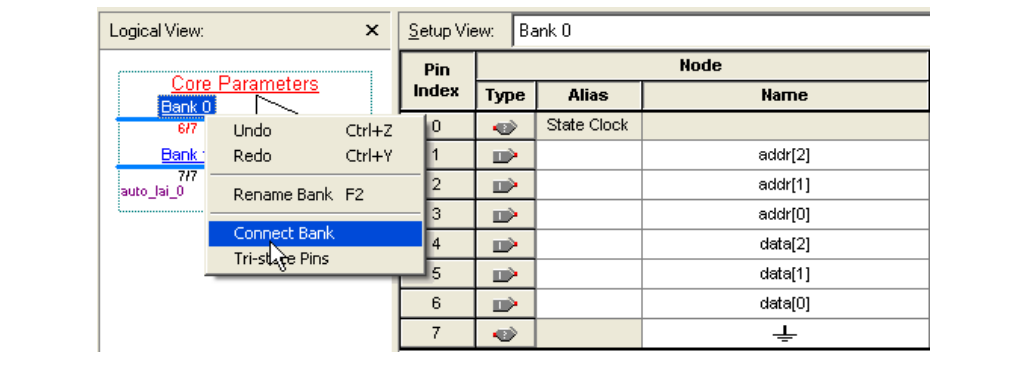 Logical View:
Setup View: Bank 0
Core Parameters
Bank 0
6/7
Bank
7/7
auto_lai_0
Undo Ctrl+Z
Redo Ctrl+Y
Rename Bank F2
Connect Bank
Tri-state Pins
Pin Index
Node
Type Alias Name
0 State Clock
1 addr[2]
2 addr[1]
3 addr[0]
4 data[2]
5 data[1]
6 data[0]
7